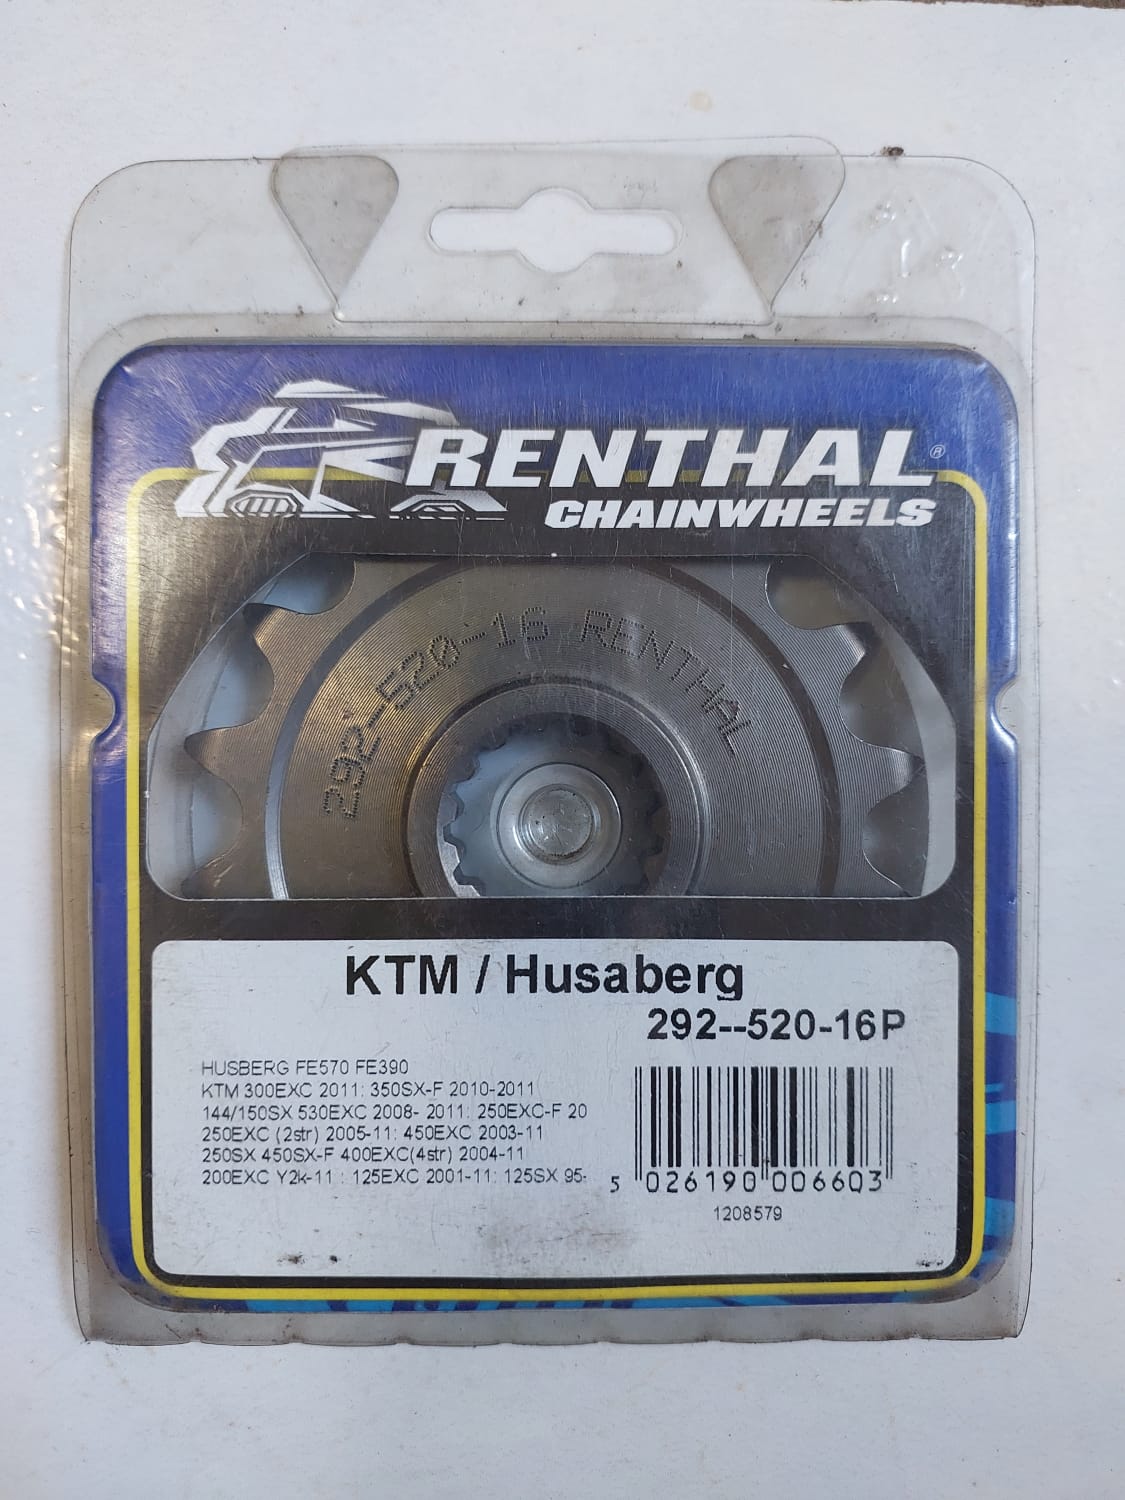 RENTHAL®
CHAINWHEELS
292-520-16 RENTHAL
KTM / Husaberg
292--520-16P
HUSBERG FE570 FE390
KTM 300EXC 2011: 350SX-F 2010-2011
144/150SX 530EXC 2008- 2011: 250EXC-F 20
250EXC (2str) 2005-11: 450EXC 2003-11
250SX 450SX-F 400EXC(4str) 2004-11
200EXC Y2k-11 : 125EXC 2001-11: 125SX 95-
5 026190 006603
1208579